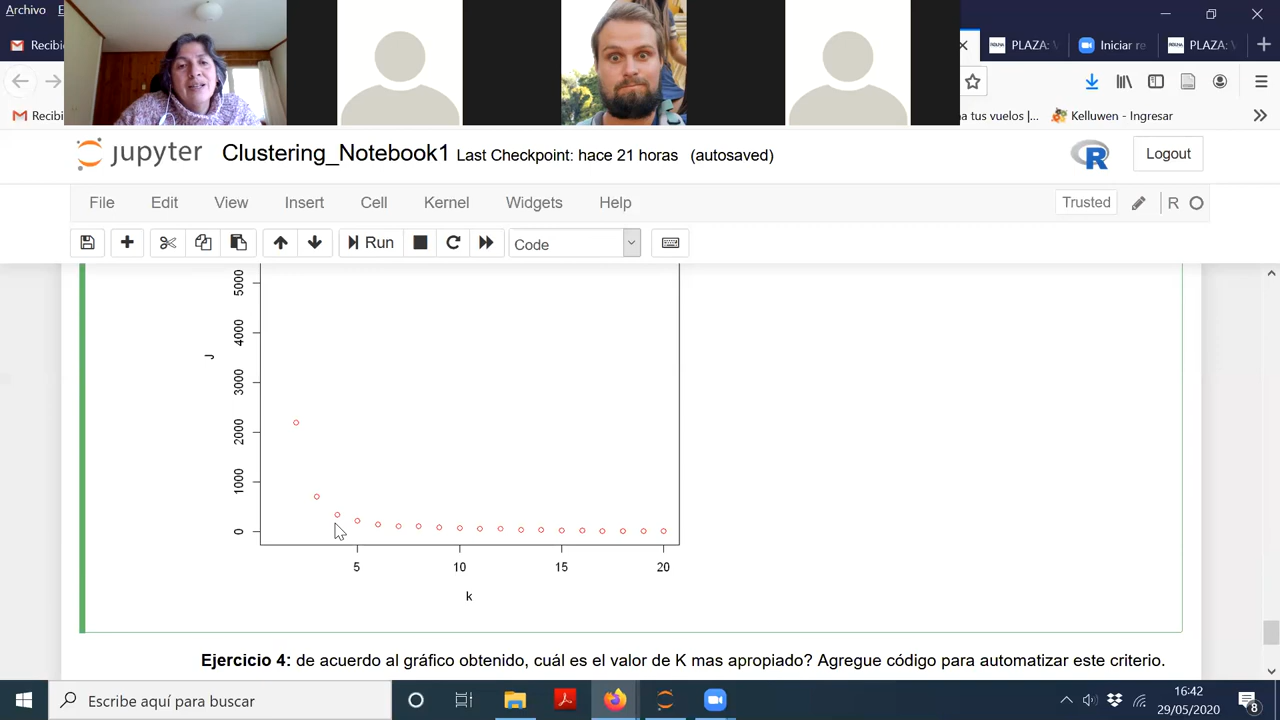 Archivo E
Recibi
PLAZA: V
Iniciar re
PLAZA: V
Recibi
na tus vuelos |...
Kelluwen - Ingresar
jupyter
Clustering_Notebook1
Last Checkpoint: hace 21 horas (autosaved)
R
Logout
File Edit View Insert Cell Kernel Widgets Help
Trusted
R
Run
Code
5000
4000
3000
2000
1000
0
J
5 10 15 20
k
Ejercicio 4: de acuerdo al gráfico obtenido, cuál es el valor de K mas apropiado? Agregue código para automatizar este criterio.
Escribe aquí para buscar
16:42
29/05/2020
8